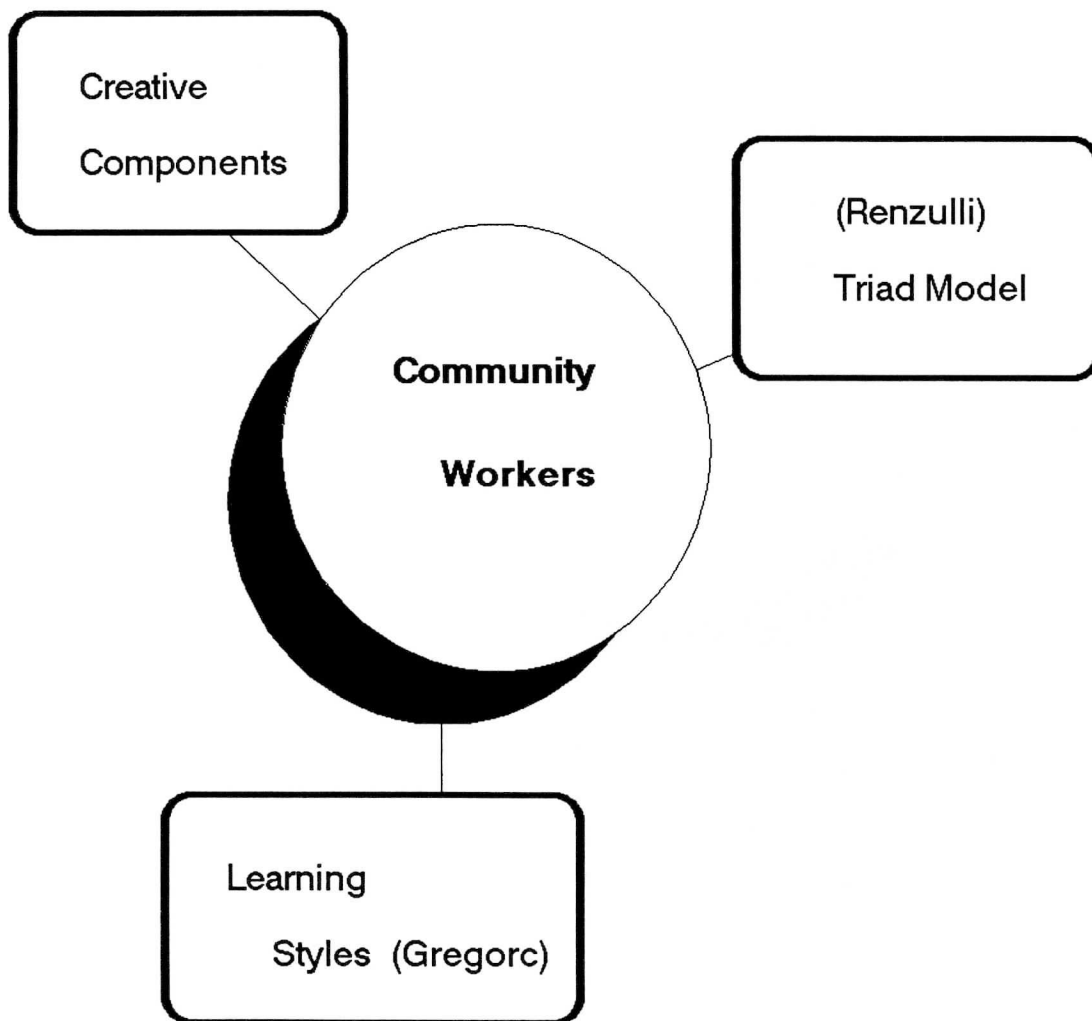 Creative
Components
(Renzulli)
Triad Model
Community
Workers
Learning
Styles (Gregorc)